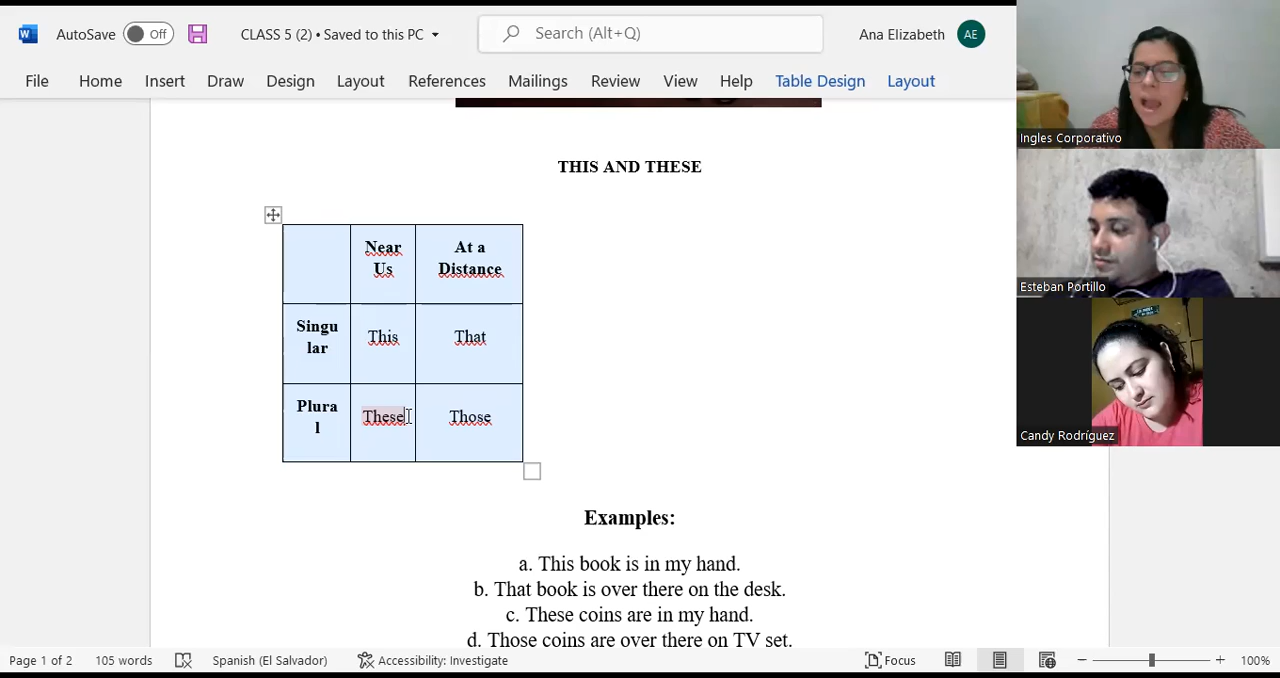 AutoSave Off CLASS 5 (2) • Saved to this PC Search (Alt+Q) Ana Elizabeth AE
File Home Insert Draw Design Layout References Mailings Review View Help Table Design Layout
Ingles Corporativo
Esteban Portillo
Candy Rodríguez
THIS AND THESE
Near
Us
At a
Distance
Singu
lar
This
That
Plura
l
These
Those
Examples:
a. This book is in my hand.
b. That book is over there on the desk.
c. These coins are in my hand.
d. Those coins are over there on TV set.
Page 1 of 2 105 words Spanish (El Salvador) Accessibility: Investigate Focus 100%